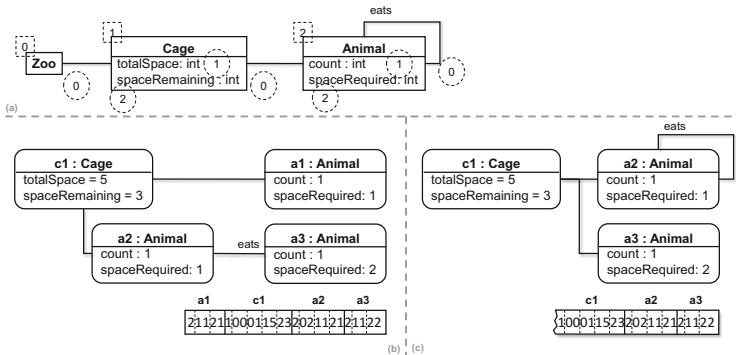 eats
0
1
2
Zoo
Cage
Animal
totalSpace: int
1
count : int
1
spaceRemaining : int
spaceRequired: int
0
0
0
2
2
(a)
eats
c1 : Cage
totalSpace = 5
spaceRemaining = 3
a1 : Animal
count : 1
spaceRequired: 1
c1 : Cage
totalSpace = 5
spaceRemaining = 3
a2 : Animal
count : 1
spaceRequired: 1
a2 : Animal
count : 1
spaceRequired: 1
eats
a3 : Animal
count : 1
spaceRequired: 2
a3 : Animal
count : 1
spaceRequired: 2
a1 c1 a2 a3
21121100011523202112121122
c1 a2 a3
100011523202112121122
(b)
(c)